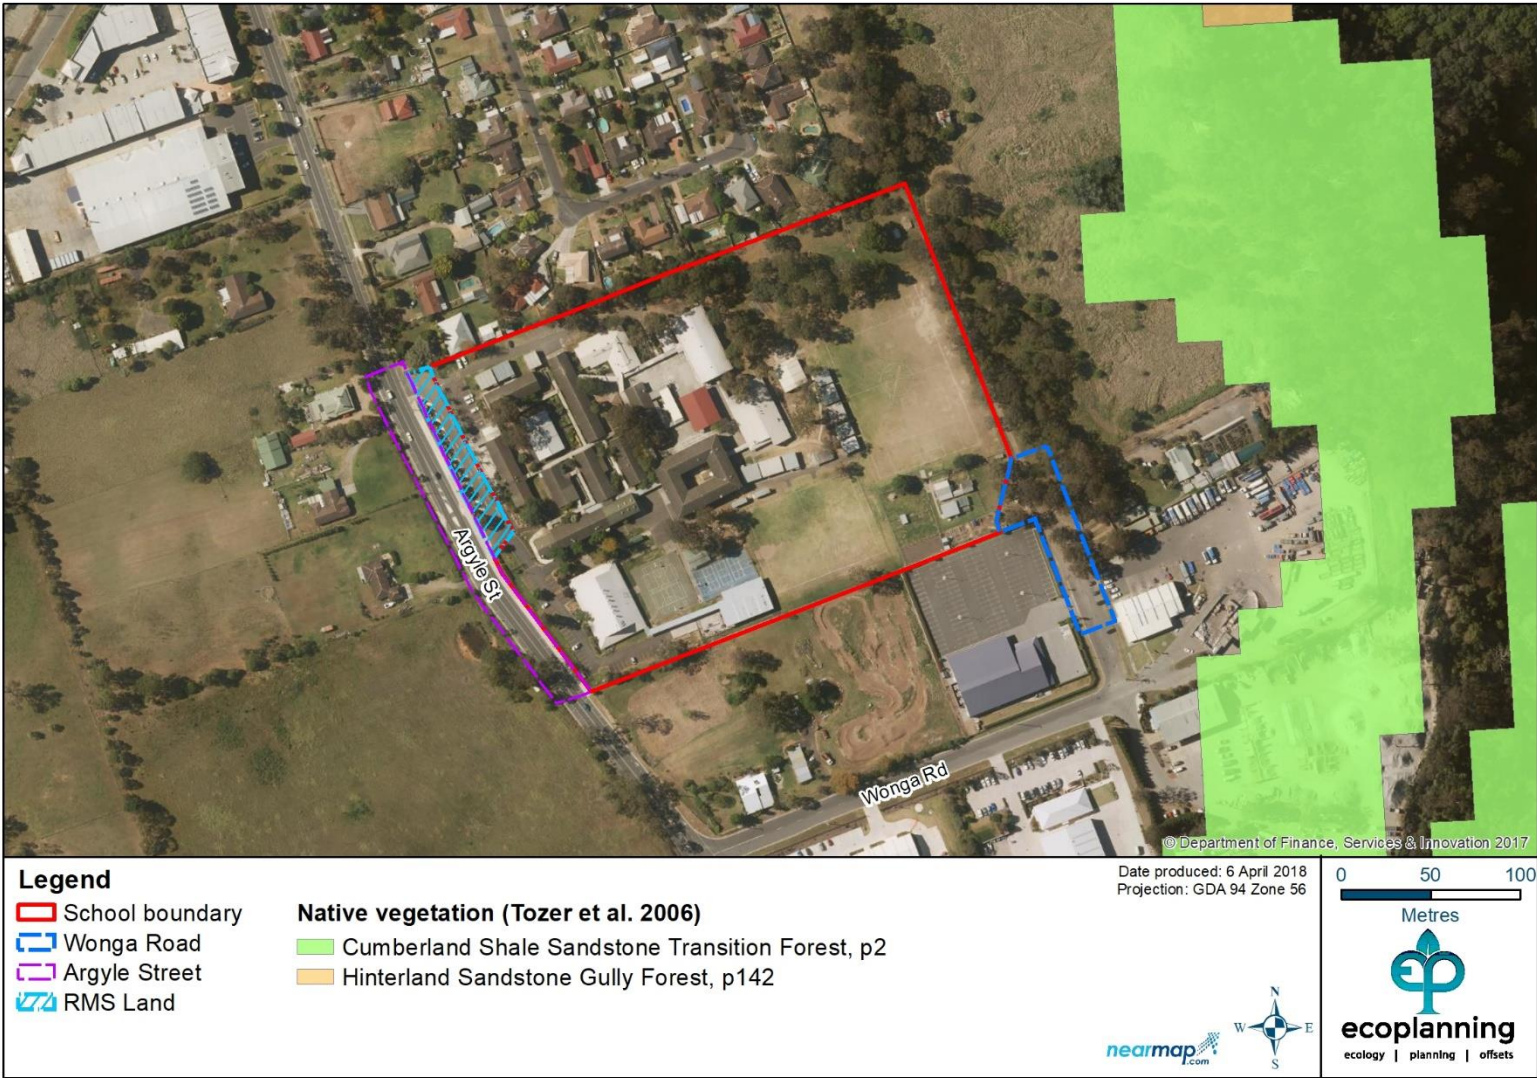 Argyle St
Wonga Rd
© Department of Finance, Services & Innovation 2017
Legend
School boundary
Wonga Road
Argyle Street
RMS Land
Native vegetation (Tozer et al. 2006)
Cumberland Shale Sandstone Transition Forest, p2
Hinterland Sandstone Gully Forest, p142
Date produced: 6 April 2018
Projection: GDA 94 Zone 56
0 50 100
Metres
N
W E
S
nearmap.com
ep
ecoplanning
ecology | planning | offsets